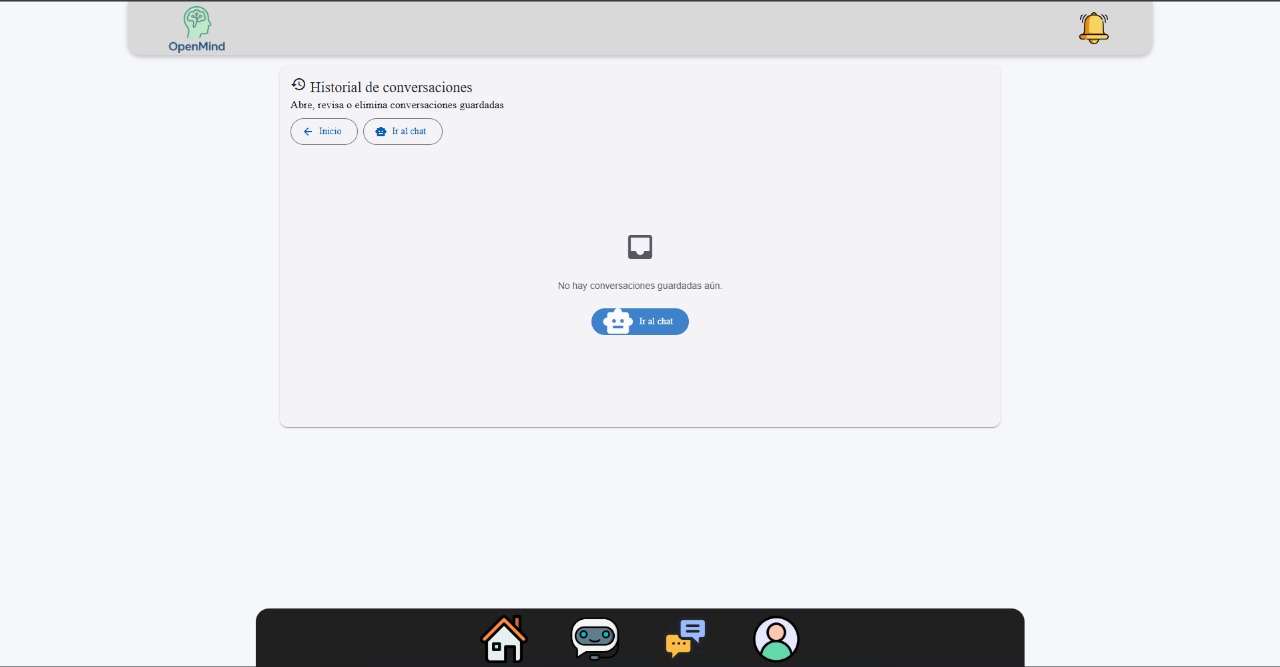 OpenMind
Historial de conversaciones
Abre, revisa o elimina conversaciones guardadas
Inicio
Ir al chat
No hay conversaciones guardadas aún.
Ir al chat